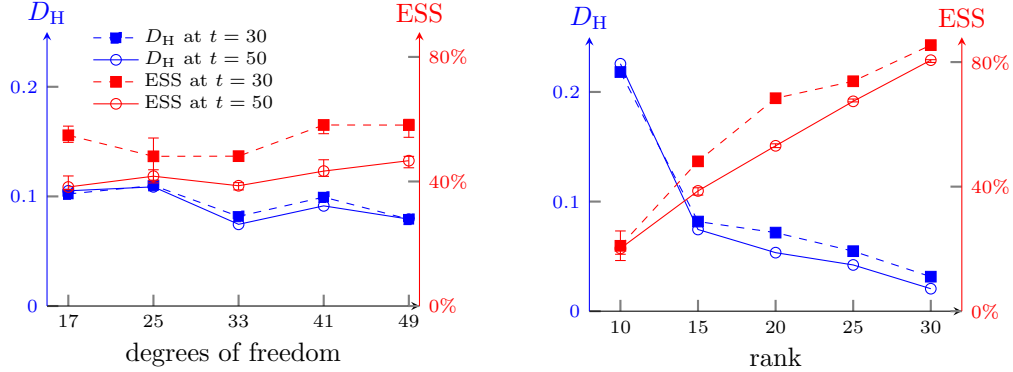 D_H
ESS
D_H at t = 30
D_H at t = 50
ESS at t = 30
ESS at t = 50
80%
0.2
40%
0.1
0%
0
17 25 33 41 49
degrees of freedom
D_H
ESS
80%
0.2
40%
0.1
0%
0
10 15 20 25 30
rank